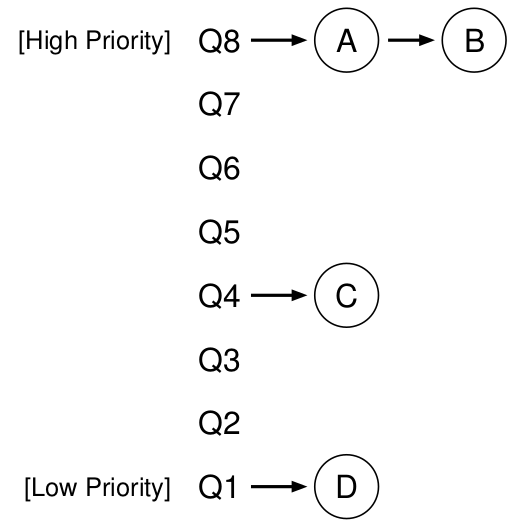 [High Priority] Q8 A B
Q7
Q6
Q5
Q4 C
Q3
Q2
[Low Priority] Q1 D